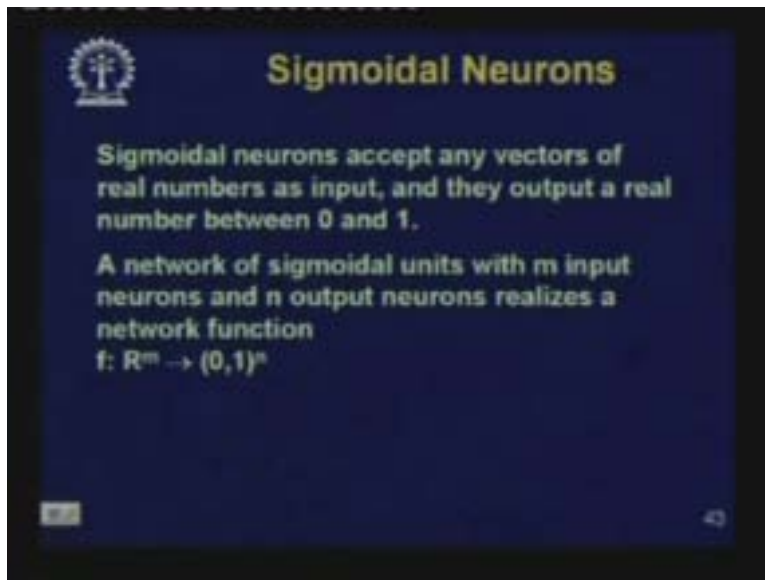 Sigmoidal Neurons
Sigmoidal neurons accept any vectors of
real numbers as input, and they output a real
number between 0 and 1.
A network of sigmoidal units with m input
neurons and n output neurons realizes a
network function
f: Rᵐ → (0,1)ⁿ
43